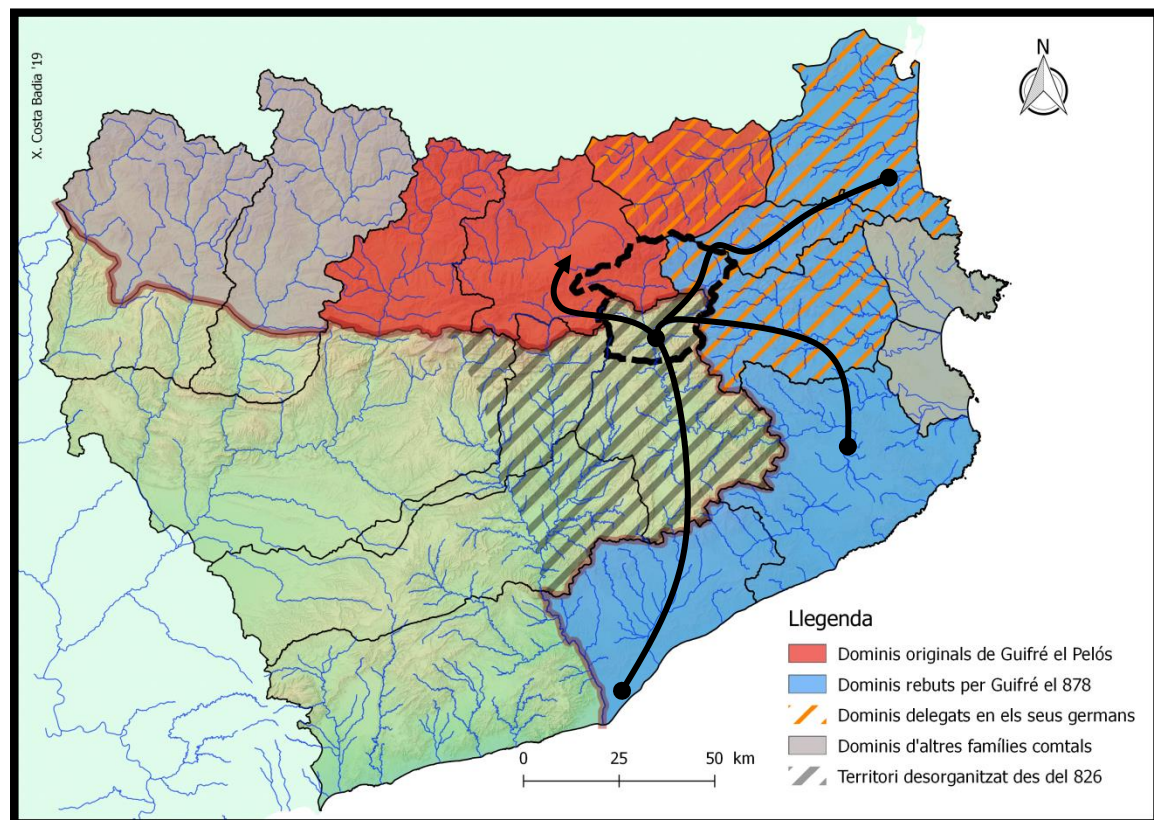 X. Costa Badia '19
N
Llegenda
Dominis originals de Guifré el Pelós
Dominis rebuts per Guifré el 878
Dominis delegats en els seus germans
Dominis d'altres famílies comtals
Territori desorganitzat des del 826
0 25 50 km